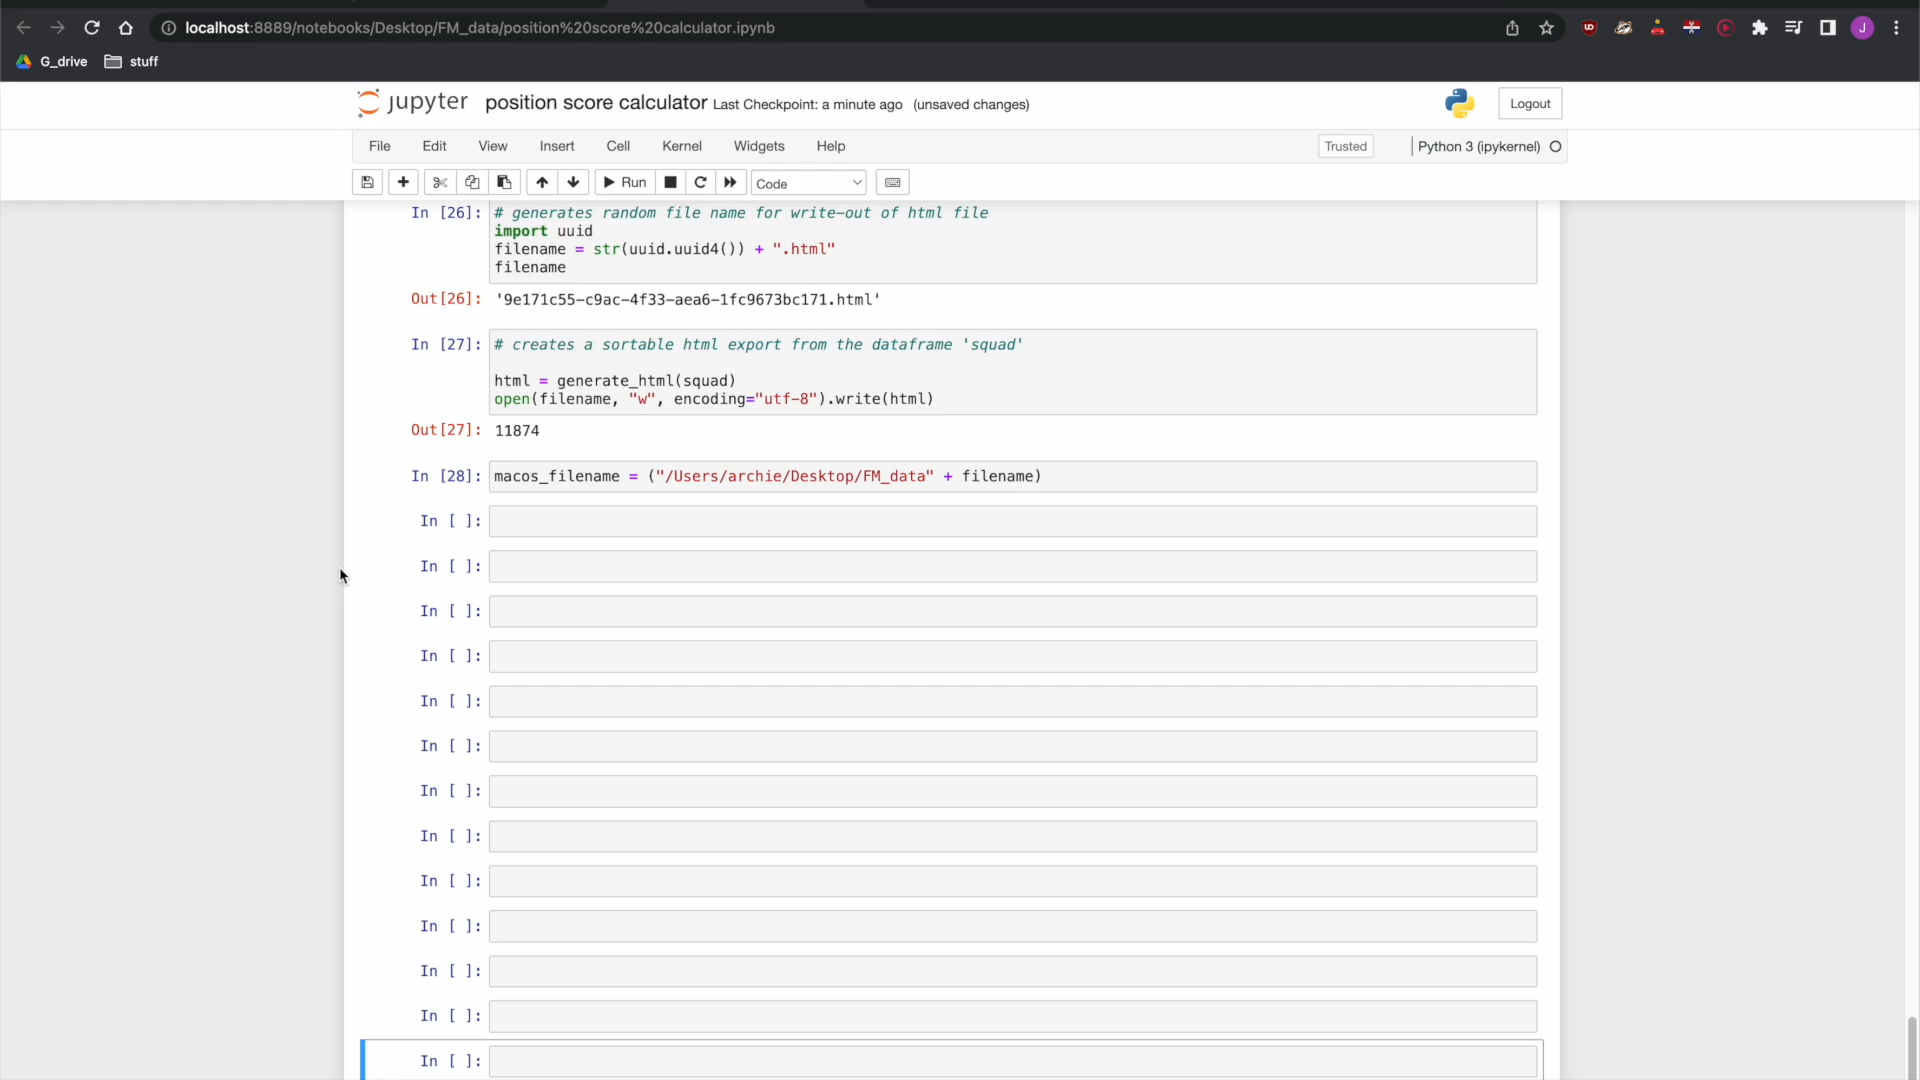 localhost:8889/notebooks/Desktop/FM_data/position%20score%20calculator.ipynb
J
G_drive
stuff
jupyter position score calculator Last Checkpoint: a minute ago (unsaved changes)
Logout
File Edit View Insert Cell Kernel Widgets Help
Trusted
Python 3 (ipykernel)
Run
Code
In [26]: # generates random file name for write-out of html file
import uuid
filename = str(uuid.uuid4()) + ".html"
filename
Out[26]: '9e171c55-c9ac-4f33-aea6-1fc9673bc171.html'
In [27]: # creates a sortable html export from the dataframe 'squad'
html = generate_html(squad)
open(filename, "w", encoding="utf-8").write(html)
Out[27]: 11874
In [28]: macos_filename = ("/Users/archie/Desktop/FM_data" + filename)
In [ ]:
In [ ]:
In [ ]:
In [ ]:
In [ ]:
In [ ]:
In [ ]:
In [ ]:
In [ ]:
In [ ]:
In [ ]:
In [ ]:
In [ ]: